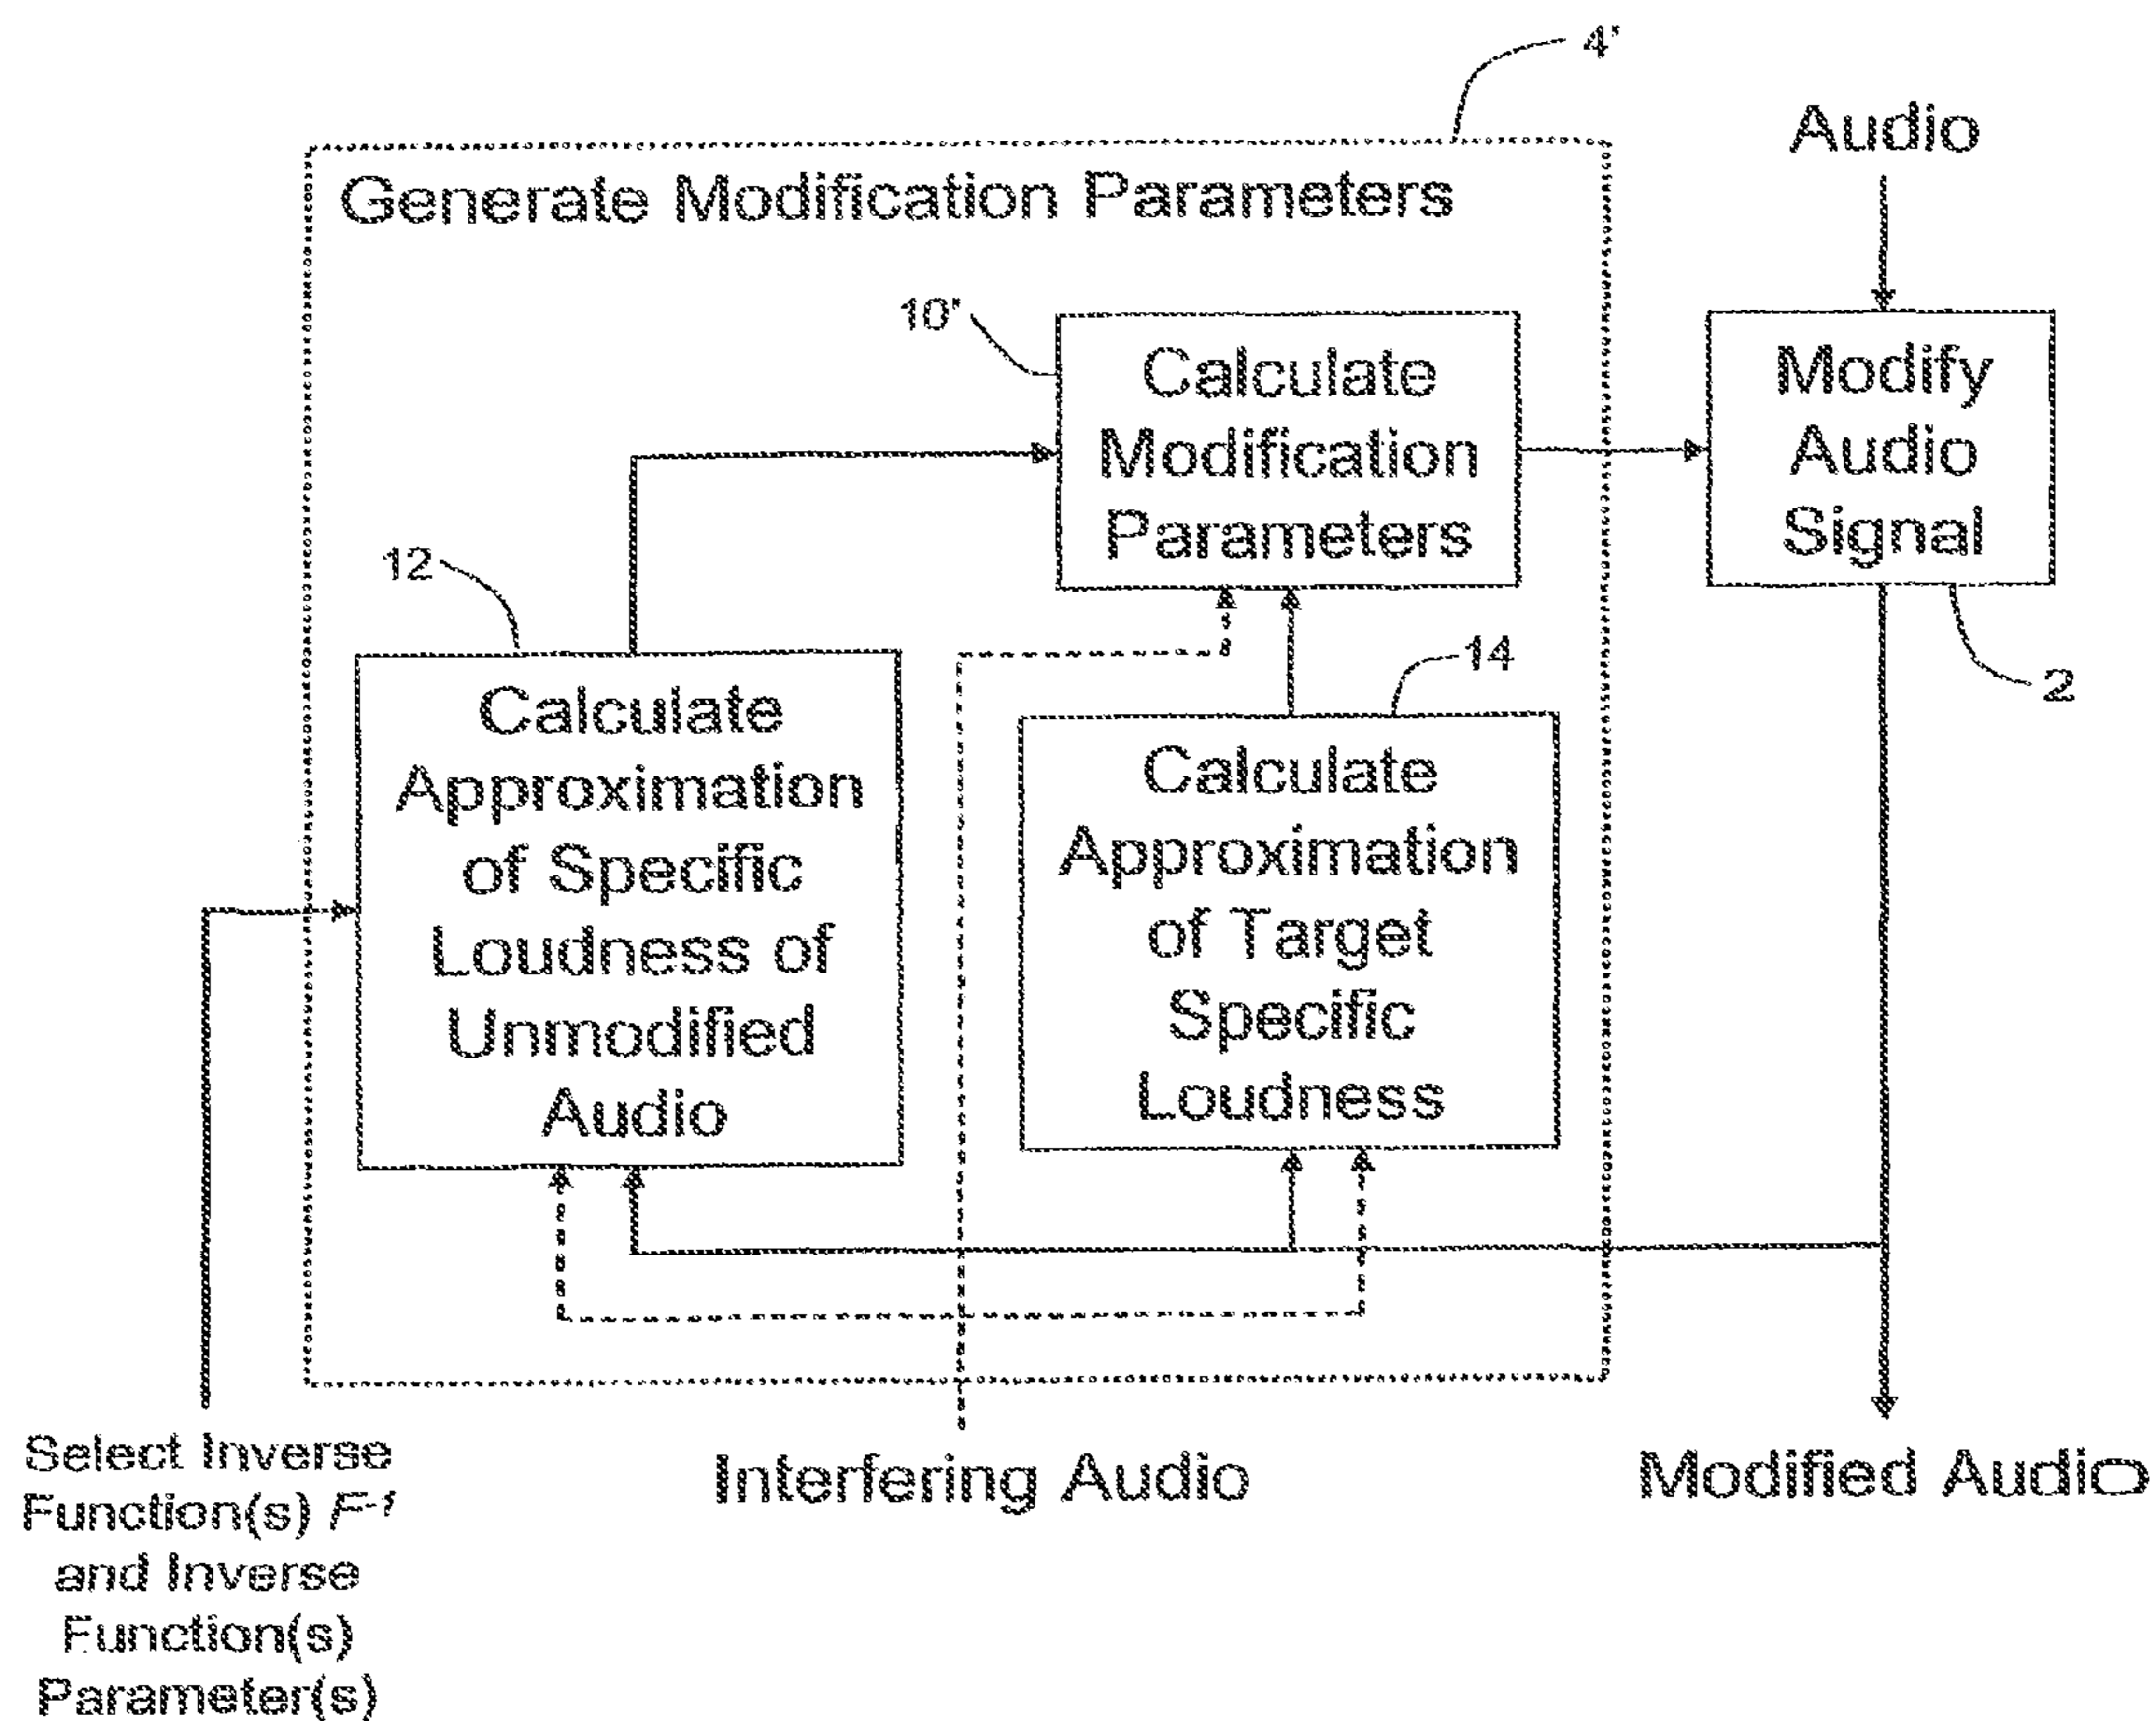 4'
Audio
Generate Modification Parameters
10'
Calculate
Modification
Parameters
Modify
Audio
Signal
12
14
2
Calculate
Approximation
of Specific
Loudness of
Unmodified
Audio
Calculate
Approximation
of Target
Specific
Loudness
Select Inverse
Function(s) F⁻¹
and Inverse
Function(s)
Parameter(s)
Interfering Audio
Modified Audio